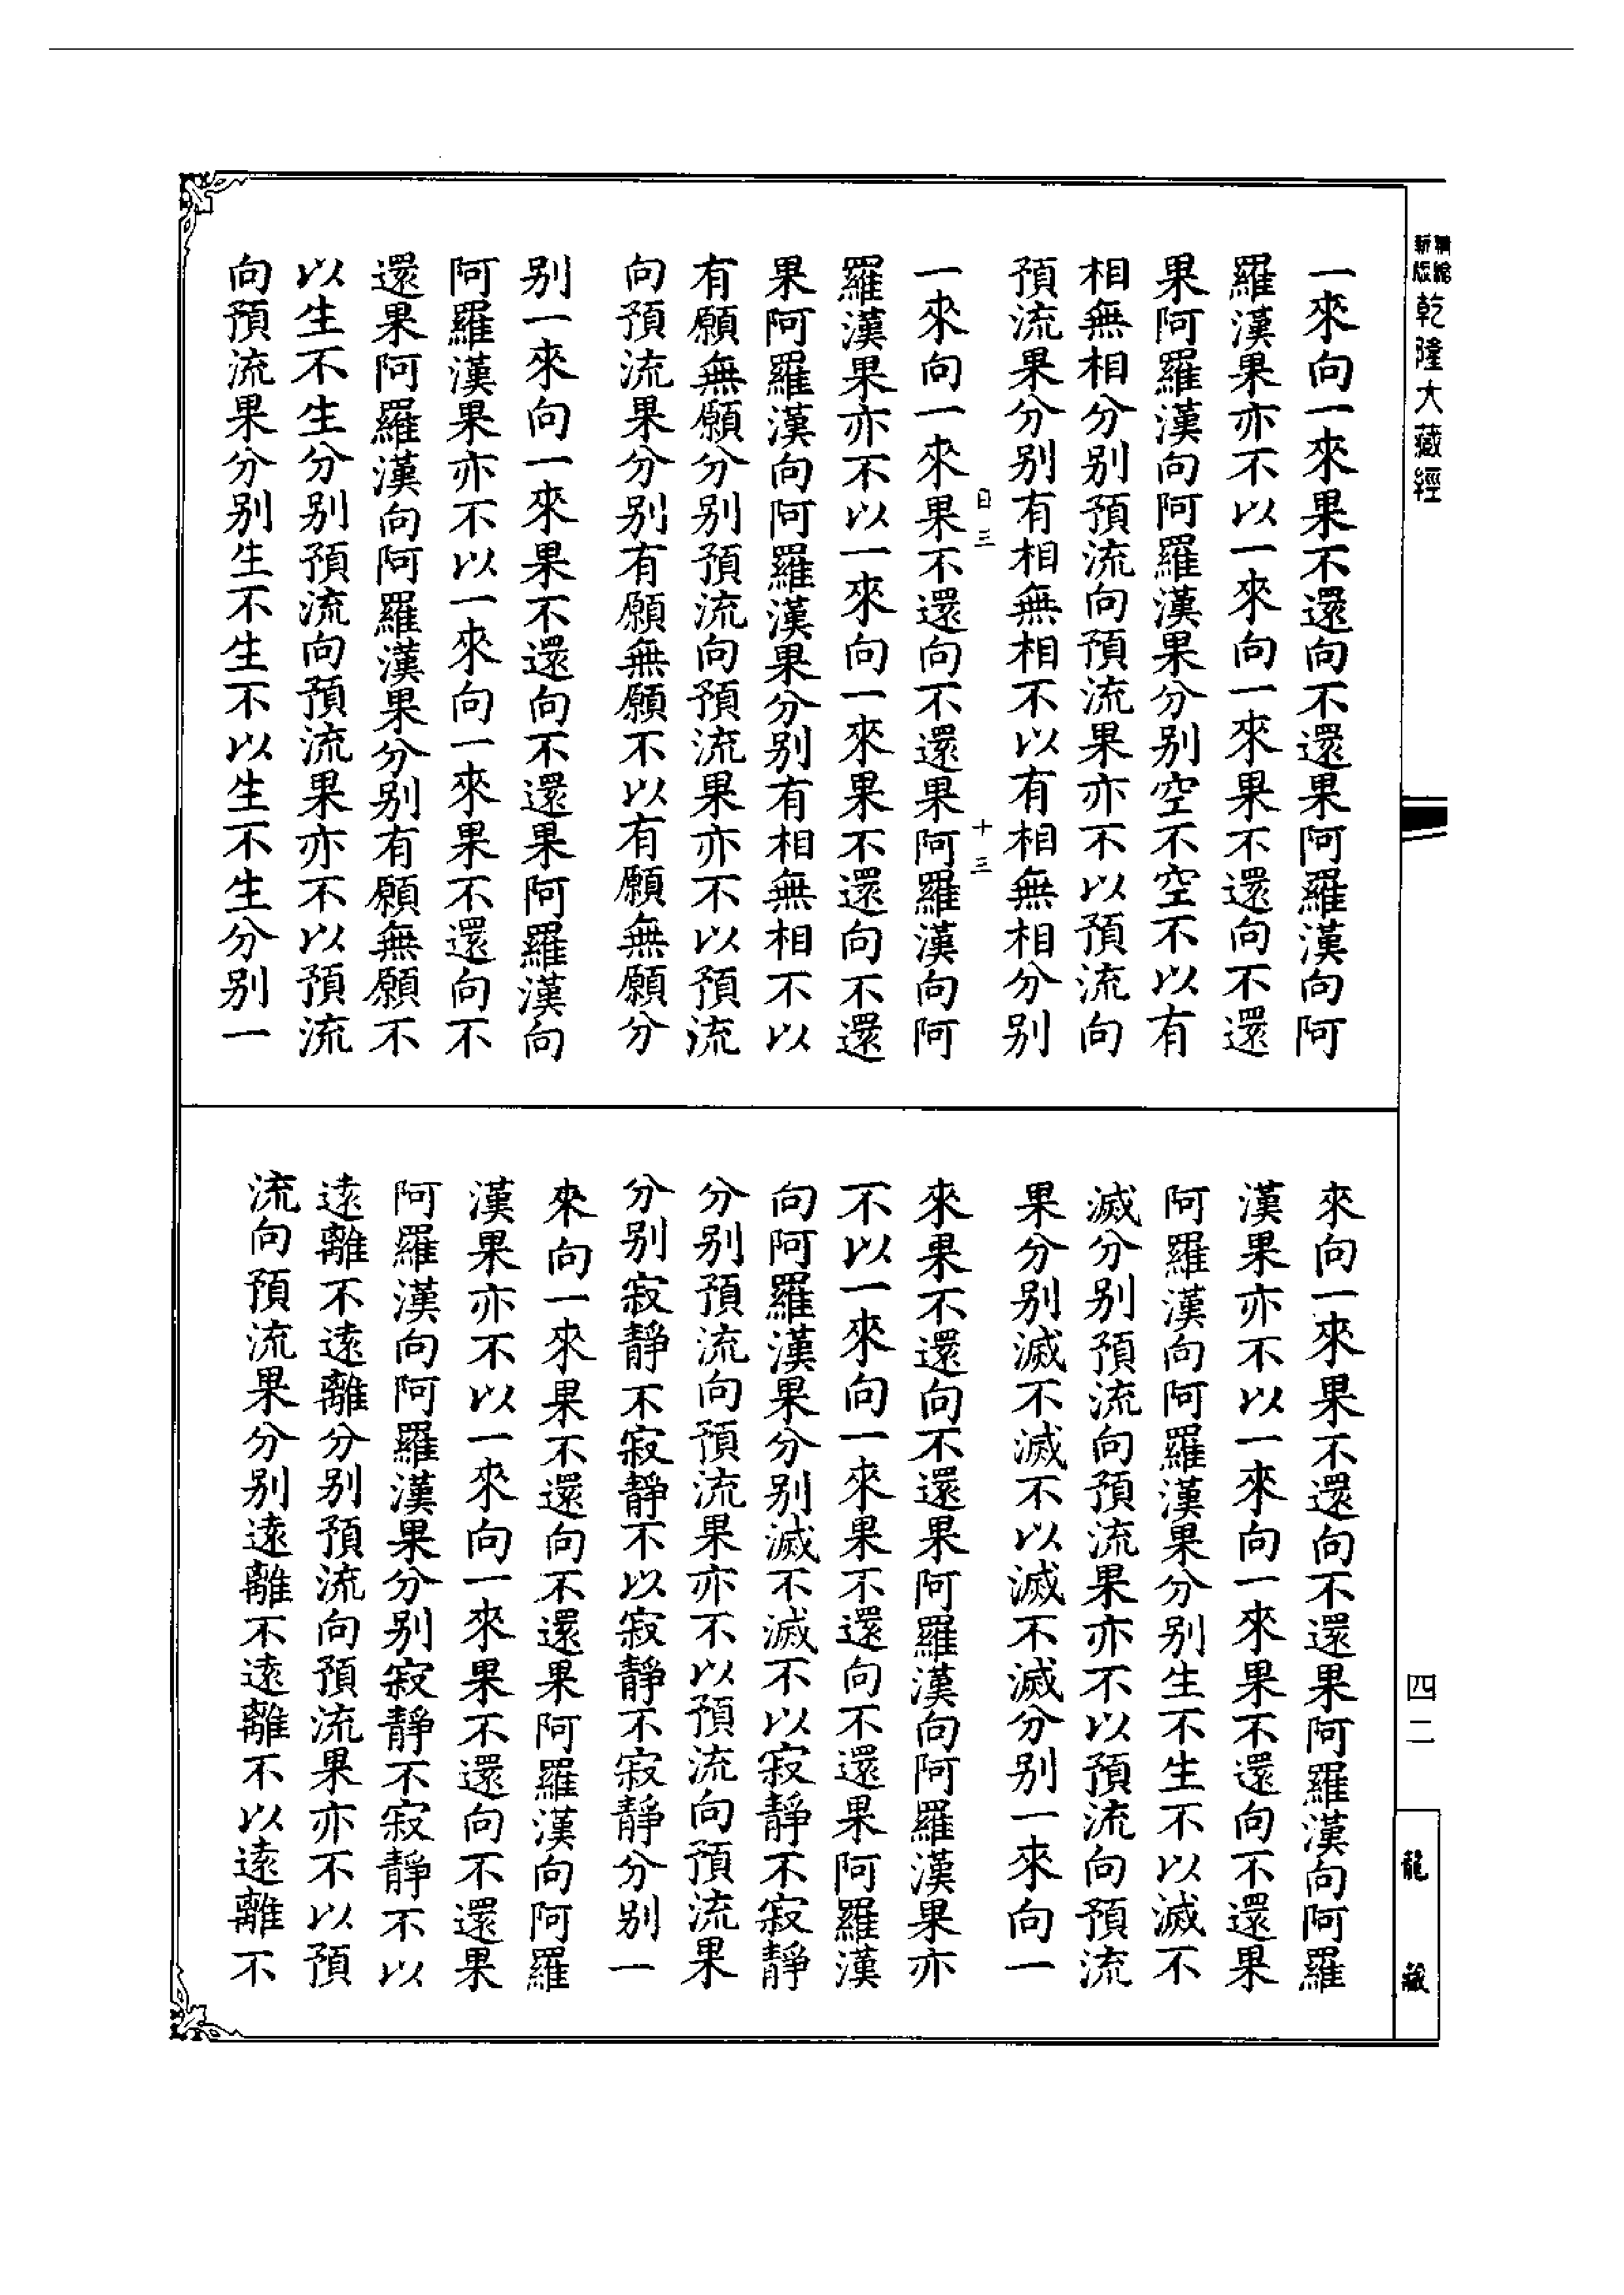 精繪
新版
乾隆大藏經
一來向一來果不還向不還果阿羅漢向阿
羅漢果亦不以一來向一來果不還向不還
果阿羅漢向阿羅漢果分别空不空不以有
相無相分别預流向預流果亦不以預流向
預流果分别有相無相不以有相無相分别
日三
十三
一來向一來果不還向不還果阿羅漢向阿
羅漢果亦不以一來向一來果不還向不還
果阿羅漢向阿羅漢果分别有相無相不以
有願無願分别預流向預流果亦不以預流
向預流果分别有願無願不以有願無願分
别一來向一來果不還向不還果阿羅漢向
阿羅漢果亦不以一來向一來果不還向不
還果阿羅漢向阿羅漢果分别有願無願不
以生不生分别預流向預流果亦不以預流
向預流果分别生不生不以生不生分别一
來向一來果不還向不還果阿羅漢向阿羅
漢果亦不以一來向一來果不還向不還果
阿羅漢向阿羅漢果分别生不生不以滅不
滅分别預流向預流果亦不以預流向預流
果分别滅不滅不以滅不滅分别一來向一
來果不還向不還果阿羅漢向阿羅漢果亦
不以一來向一來果不還向不還果阿羅漢
向阿羅漢果分别滅不滅不以寂靜不寂靜
分别預流向預流果亦不以預流向預流果
分别寂靜不寂靜不以寂靜不寂靜分别一
來向一來果不還向不還果阿羅漢向阿羅
漢果亦不以一來向一來果不還向不還果
阿羅漢向阿羅漢果分别寂靜不寂靜不以
遠離不遠離分别預流向預流果亦不以預
流向預流果分别遠離不遠離不以遠離不
四二
龍藏